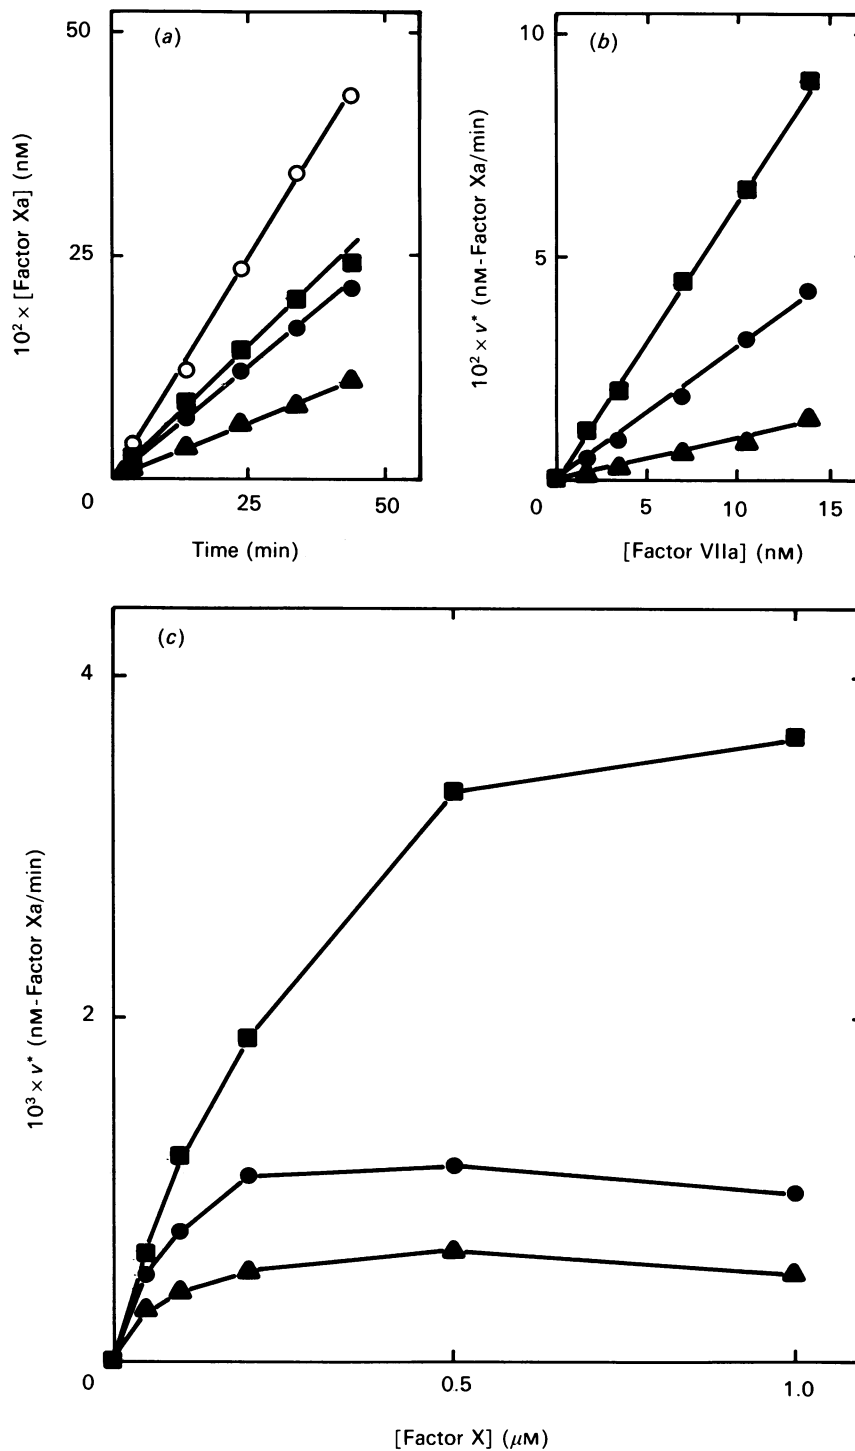 (a)
50
25
0
25
50
10² × [Factor Xa] (nM)
Time (min)
(b)
10
5
0
5
10
15
10² × v* (nM-Factor Xa/min)
[Factor VIIa] (nM)
(c)
4
2
0
0.5
1.0
10³ × v* (nM-Factor Xa/min)
[Factor X] (μM)